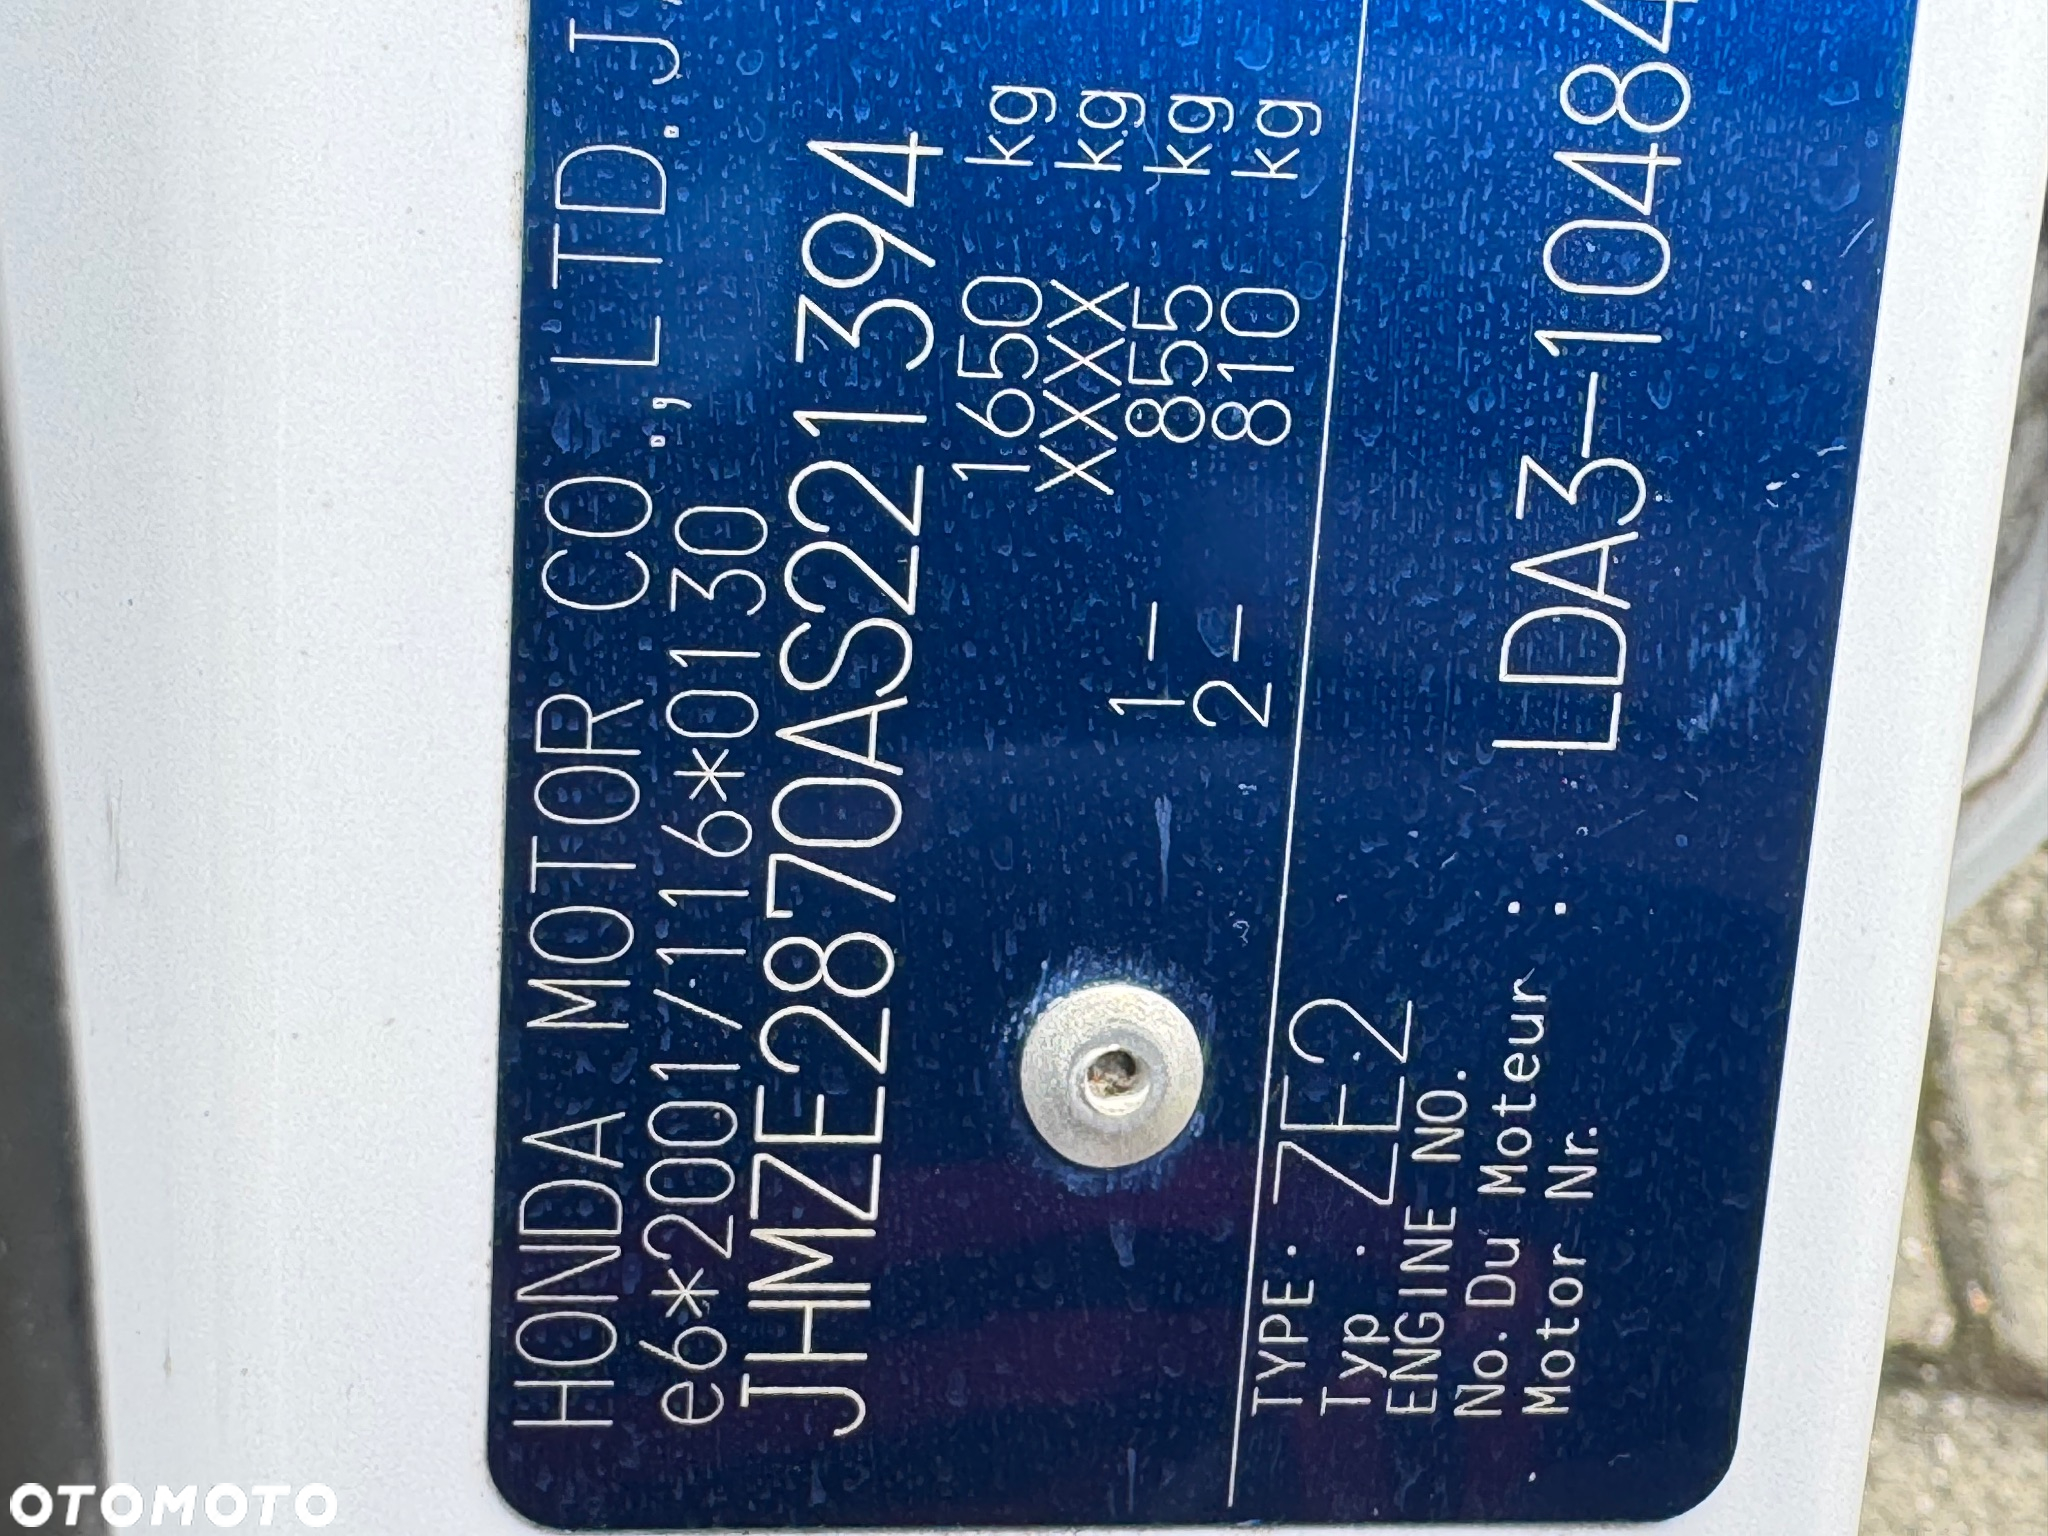 HONDA MOTOR CO.,LTD.J
e6*2001/116*0130
JHMZE2870AS221394
1650 kg
XXXX kg
1– 855 kg
2– 810 kg
TYPE: ZE2
Typ :
ENGINE NO.
No. Du Moteur : LDA3-10484
Motor Nr.
OTOMOTO